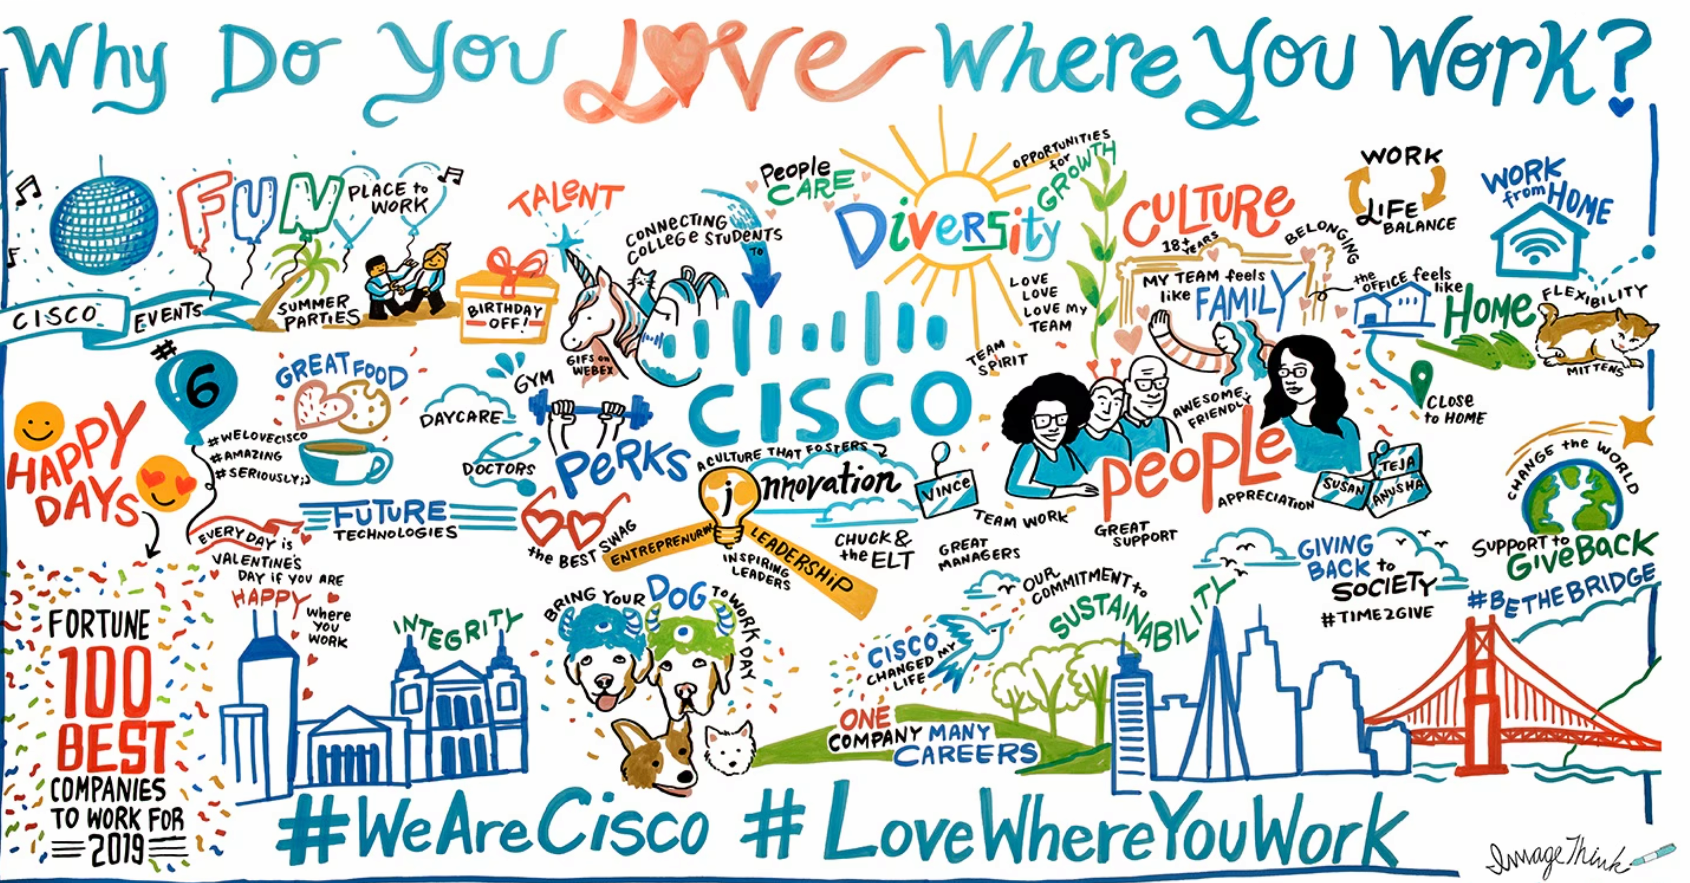 Why Do You Love Where You Work?
FUN
PLACE to
WORK
CISCO
EVENTS
SUMMER
PARTIES
TALENT
BIRTHDAY
OFF!
CONNECTING
COLLEGE STUDENTS
TO
GIFS on
WEBEX
PEOPLE
CARE
DIVERSITY
OPPORTUNITIES
for
GROWTH
LOVE
LOVE
LOVE MY
TEAM
TEAM
SPIRIT
CULTURE
18+ YEARS
BELONGING
MY TEAM feels
like FAMILY
WORK
LIFE
BALANCE
WORK
from HOME
the OFFICE feels
like HOME
FLEXIBILITY
MITTENS
CLOSE
to HOME
#6
#WELOVECISCO
#AMAZING
#SERIOUSLY;)
HAPPY
DAYS
GREAT FOOD
GYM
DAYCARE
DOCTORS
PERKS
CISCO
A CULTURE THAT FOSTERS
innovation
VINCE
AWESOME
FRIENDLY
PEOPLE
APPRECIATION
SUSAN
TEJA
ANUSHA
TEAM WORK
GREAT
SUPPORT
GREAT
MANAGERS
CHUCK &
the ELT
FUTURE
TECHNOLOGIES
the BEST SWAG
LEADERSHIP
INSPIRING
LEADERS
EVERY DAY is
VALENTINE'S
DAY IF YOU ARE
HAPPY where
YOU
WORK
CHANGE the WORLD
SUPPORT to
GIVE BACK
#BETHEBRIDGE
GIVING
BACK to
SOCIETY
#TIME2GIVE
OUR
COMMITMENT to
SUSTAINABILITY
CISCO
CHANGED MY
LIFE
ONE
COMPANY MANY
CAREERS
BRING YOUR DOG TO WORK DAY
INTEGRITY
FORTUNE
100
BEST
COMPANIES
TO WORK FOR
2019
#WeAreCisco #LoveWhereYouWork
ImageThink